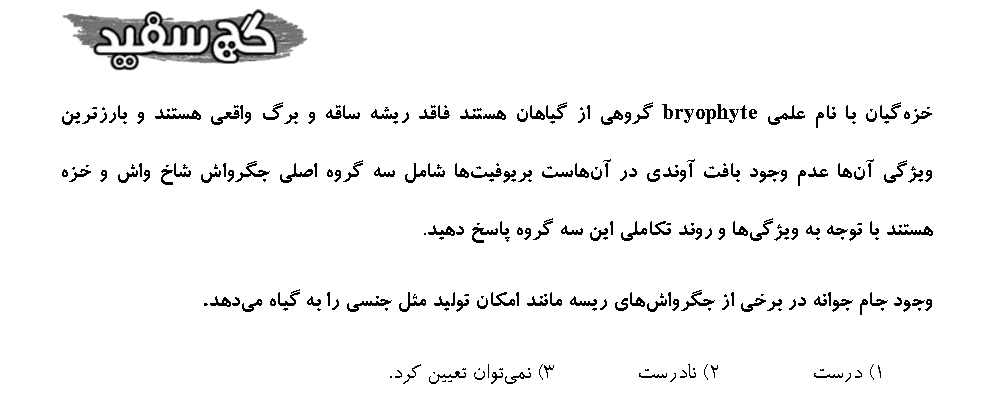 گچ سفید
خزه‌گیان با نام علمی bryophyte گروهی از گیاهان هستند فاقد ریشه ساقه و برگ واقعی هستند و بارزترین
ویژگی آن‌ها عدم وجود بافت آوندی در آن‌هاست بریوفیت‌ها شامل سه گروه اصلی جگرواش شاخ واش و خزه
هستند با توجه به ویژگی‌ها و روند تکاملی این سه گروه پاسخ دهید.
وجود جام جوانه در برخی از جگرواش‌های ریسه مانند امکان تولید مثل جنسی را به گیاه می‌دهد.
۱) درست ۲) نادرست ۳) نمی‌توان تعیین کرد.